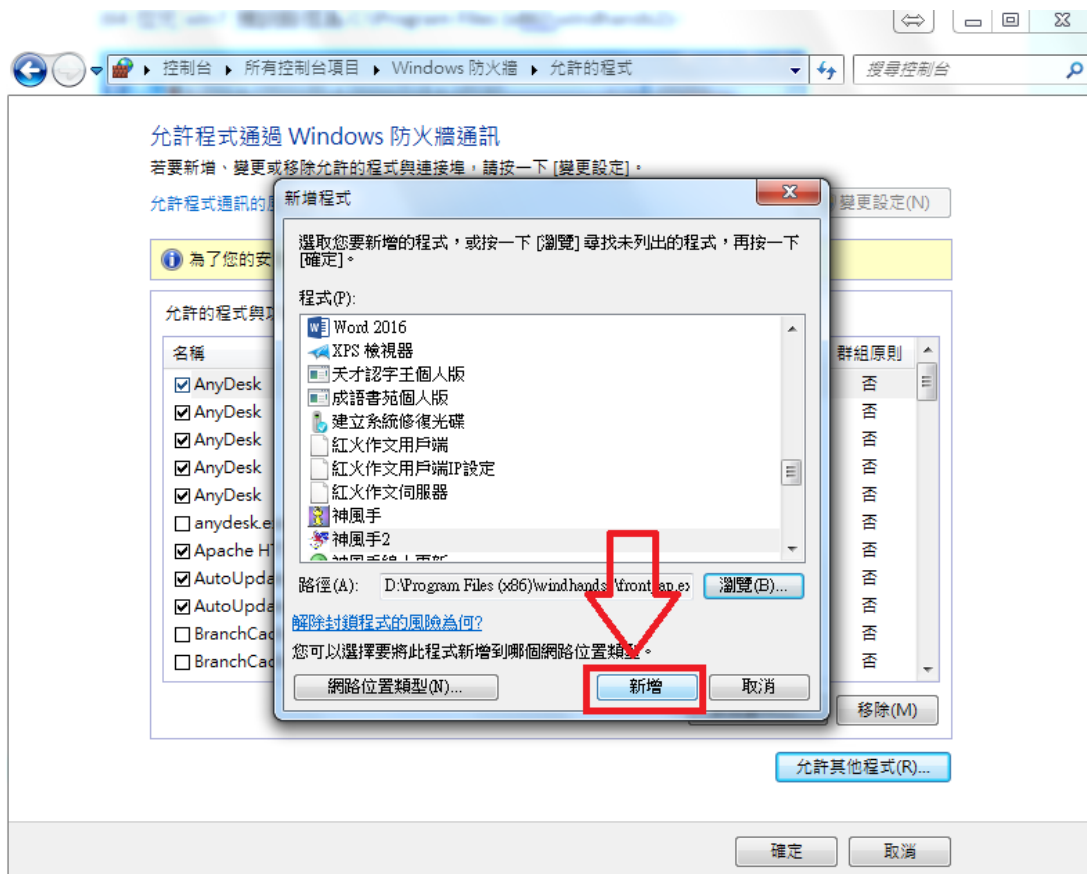 控制台 ▸ 所有控制台項目 ▸ Windows 防火牆 ▸ 允許的程式
搜尋控制台
允許程式通過 Windows 防火牆通訊
若要新增、變更或移除允許的程式與連接埠，請按一下 [變更設定]。
允許程式通訊的
變更設定(N)
為了您的安
允許的程式與
名稱
群組原則
AnyDesk
否
AnyDesk
否
AnyDesk
否
AnyDesk
否
AnyDesk
否
anydesk.e
否
Apache H
否
AutoUpda
否
AutoUpda
否
BranchCac
否
BranchCac
否
移除(M)
允許其他程式(R)...
確定
取消
新增程式
選取您要新增的程式，或按一下 [瀏覽] 尋找未列出的程式，再按一下
[確定]。
程式(P):
Word 2016
XPS 檢視器
天才認字王個人版
成語書苑個人版
建立系統修復光碟
紅火作文用戶端
紅火作文用戶端IP設定
紅火作文伺服器
神風手
神風手2
神風手線上更新
路徑(A):
D:\Program Files (x86)\windhands
瀏覽(B)...
解除封鎖程式的風險為何?
您可以選擇要將此程式新增到哪個網路位置類型。
網路位置類型(N)...
新增
取消